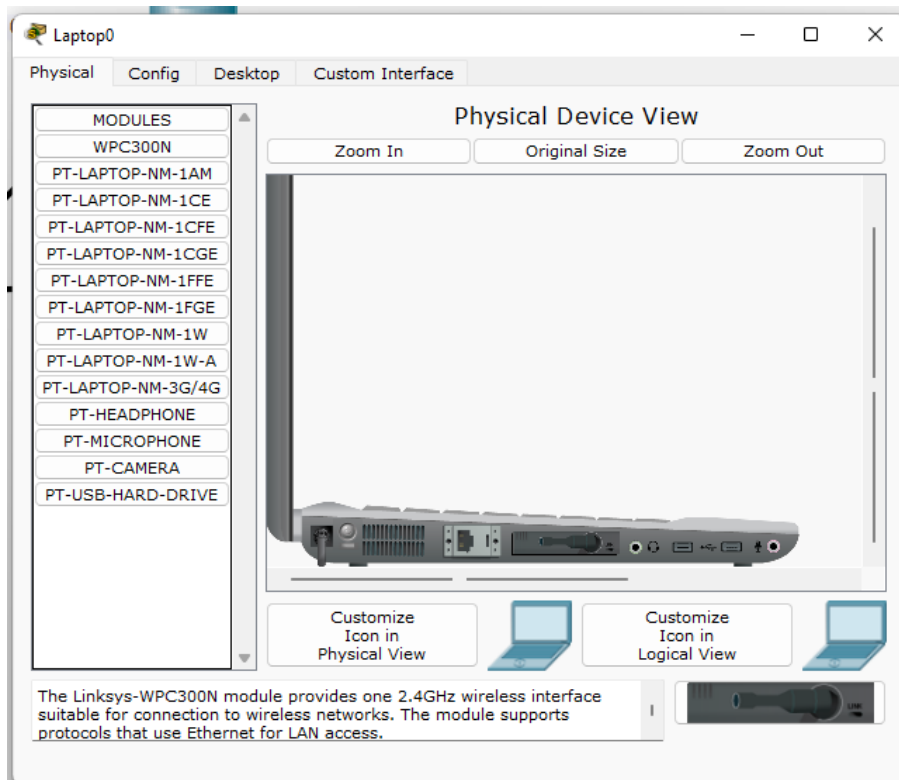 Laptop0
Physical Config Desktop Custom Interface
MODULES
WPC300N
PT-LAPTOP-NM-1AM
PT-LAPTOP-NM-1CE
PT-LAPTOP-NM-1CFE
PT-LAPTOP-NM-1CGE
PT-LAPTOP-NM-1FFE
PT-LAPTOP-NM-1FGE
PT-LAPTOP-NM-1W
PT-LAPTOP-NM-1W-A
PT-LAPTOP-NM-3G/4G
PT-HEADPHONE
PT-MICROPHONE
PT-CAMERA
PT-USB-HARD-DRIVE
Physical Device View
Zoom In Original Size Zoom Out
Customize
Icon in
Physical View
Customize
Icon in
Logical View
The Linksys-WPC300N module provides one 2.4GHz wireless interface
suitable for connection to wireless networks. The module supports
protocols that use Ethernet for LAN access.